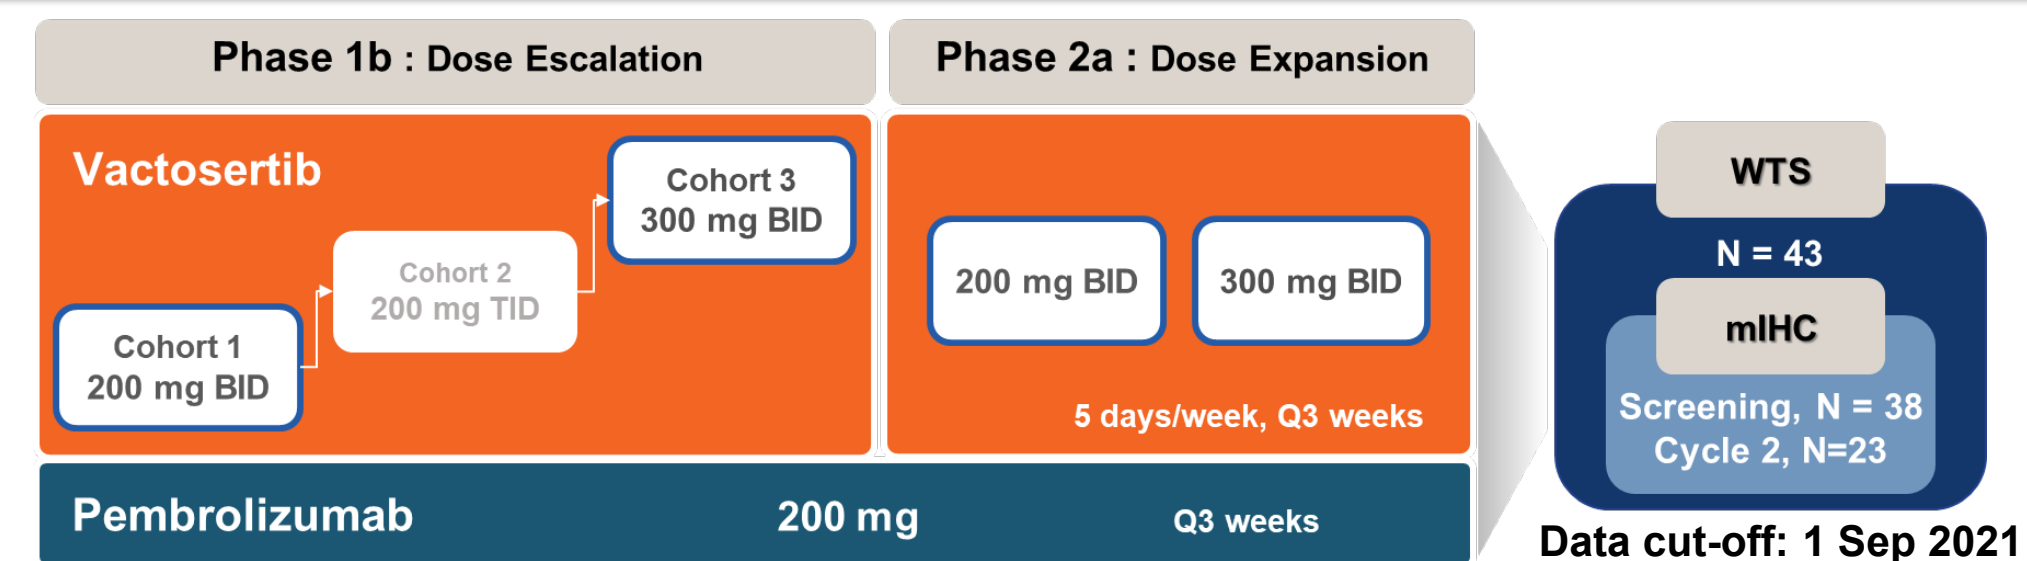 Phase 1b : Dose Escalation
Phase 2a : Dose Expansion
Vactosertib
Cohort 1
200 mg BID
Cohort 2
200 mg TID
Cohort 3
300 mg BID
200 mg BID
300 mg BID
5 days/week, Q3 weeks
Pembrolizumab
200 mg
Q3 weeks
WTS
N = 43
mIHC
Screening, N = 38
Cycle 2, N=23
Data cut-off: 1 Sep 2021